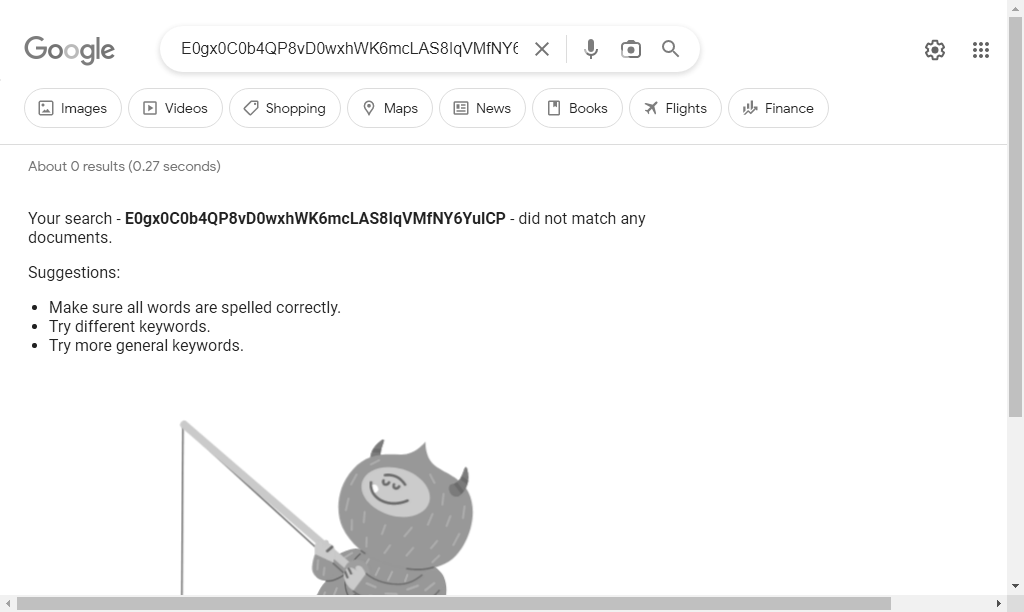 Google
E0gx0C0b4QP8vD0wxhWK6mcLAS8IqVMfNY6
Images Videos Shopping Maps News Books Flights Finance
About 0 results (0.27 seconds)
Your search - E0gx0C0b4QP8vD0wxhWK6mcLAS8IqVMfNY6YuICP - did not match any
documents.
Suggestions:
Make sure all words are spelled correctly.
Try different keywords.
Try more general keywords.